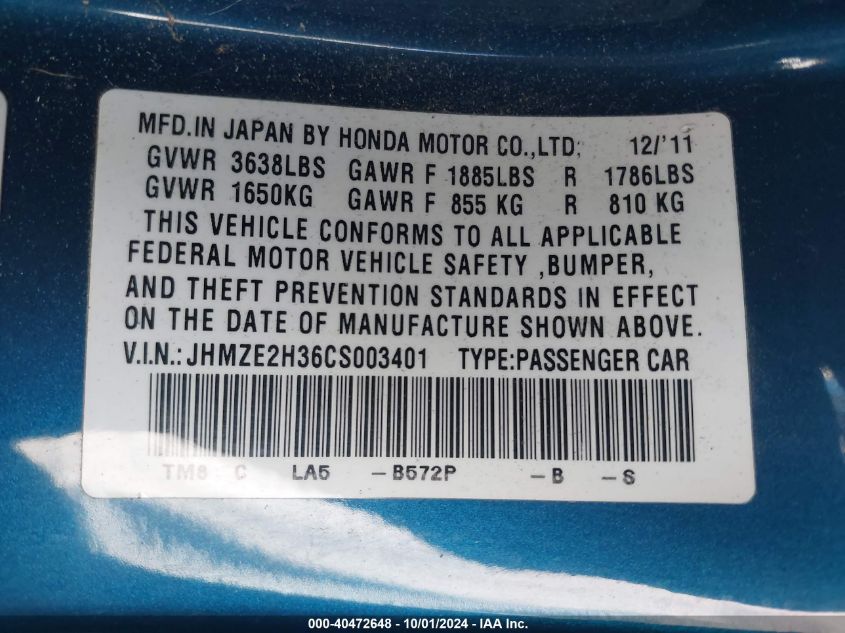 MFD.IN JAPAN BY HONDA MOTOR CO.,LTD; 12/'11
GVWR 3638LBS GAWR F 1885LBS R 1786LBS
GVWR 1650KG GAWR F 855 KG R 810 KG
THIS VEHICLE CONFORMS TO ALL APPLICABLE
FEDERAL MOTOR VEHICLE SAFETY ,BUMPER,
AND THEFT PREVENTION STANDARDS IN EFFECT
ON THE DATE OF MANUFACTURE SHOWN ABOVE.
V.I.N.:JHMZE2H36CS003401 TYPE:PASSENGER CAR
TM8 C LA5 -B572P -B -S
000-40472648 - 10/01/2024 - IAA Inc.